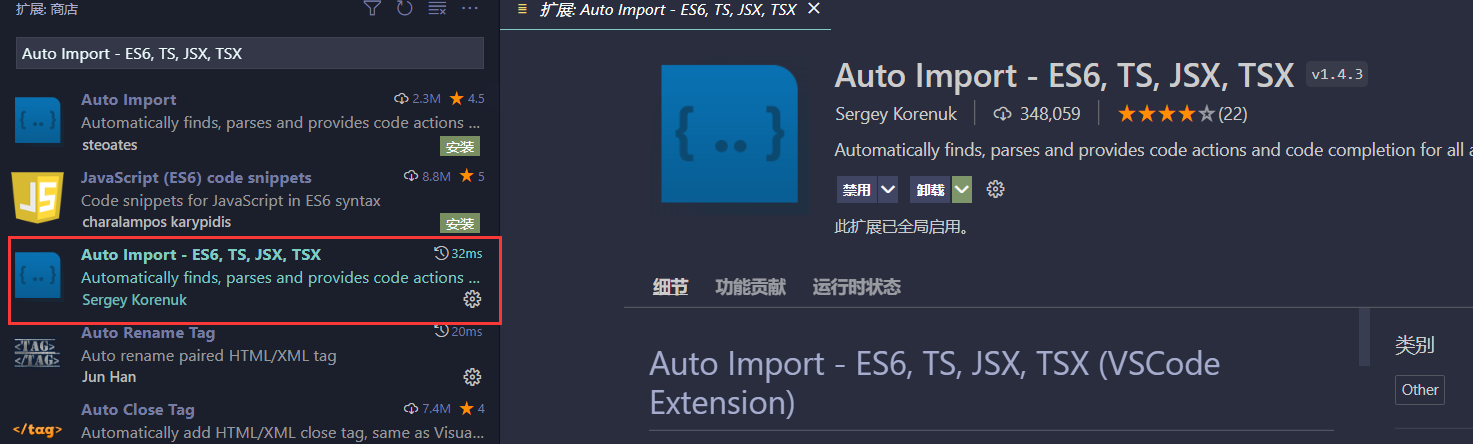 扩展: 商店
Auto Import - ES6, TS, JSX, TSX
Auto Import 2.3M 4.5
Automatically finds, parses and provides code actions ...
steoates 安装
JavaScript (ES6) code snippets 8.8M 5
Code snippets for JavaScript in ES6 syntax
charalampos karypidis 安装
Auto Import - ES6, TS, JSX, TSX 32ms
Automatically finds, parses and provides code actions ...
Sergey Korenuk
Auto Rename Tag 20ms
Auto rename paired HTML/XML tag
Jun Han
Auto Close Tag 7.4M 4
Automatically add HTML/XML close tag, same as Visua...
扩展: Auto Import - ES6, TS, JSX, TSX
Auto Import - ES6, TS, JSX, TSX v1.4.3
Sergey Korenuk 348,059 (22)
Automatically finds, parses and provides code actions and code completion for all a
禁用 卸载
此扩展已全局启用。
细节 功能贡献 运行时状态
Auto Import - ES6, TS, JSX, TSX (VSCode
Extension)
类别
Other
{..}
JS
{..}
<TAG>
</TAG>
</tag>
{..}